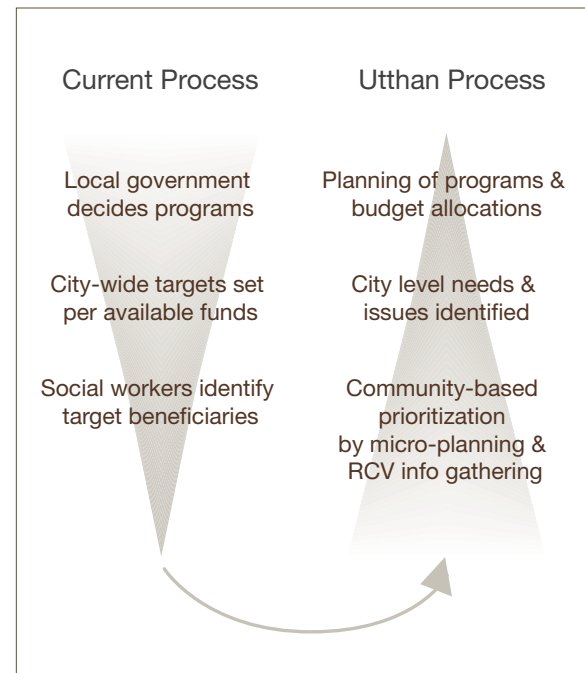 Current Process
Local government
decides programs
City-wide targets set
per available funds
Social workers identify
target beneficiaries
Utthan Process
Planning of programs &
budget allocations
City level needs &
issues identified
Community-based
prioritization
by micro-planning &
RCV info gathering